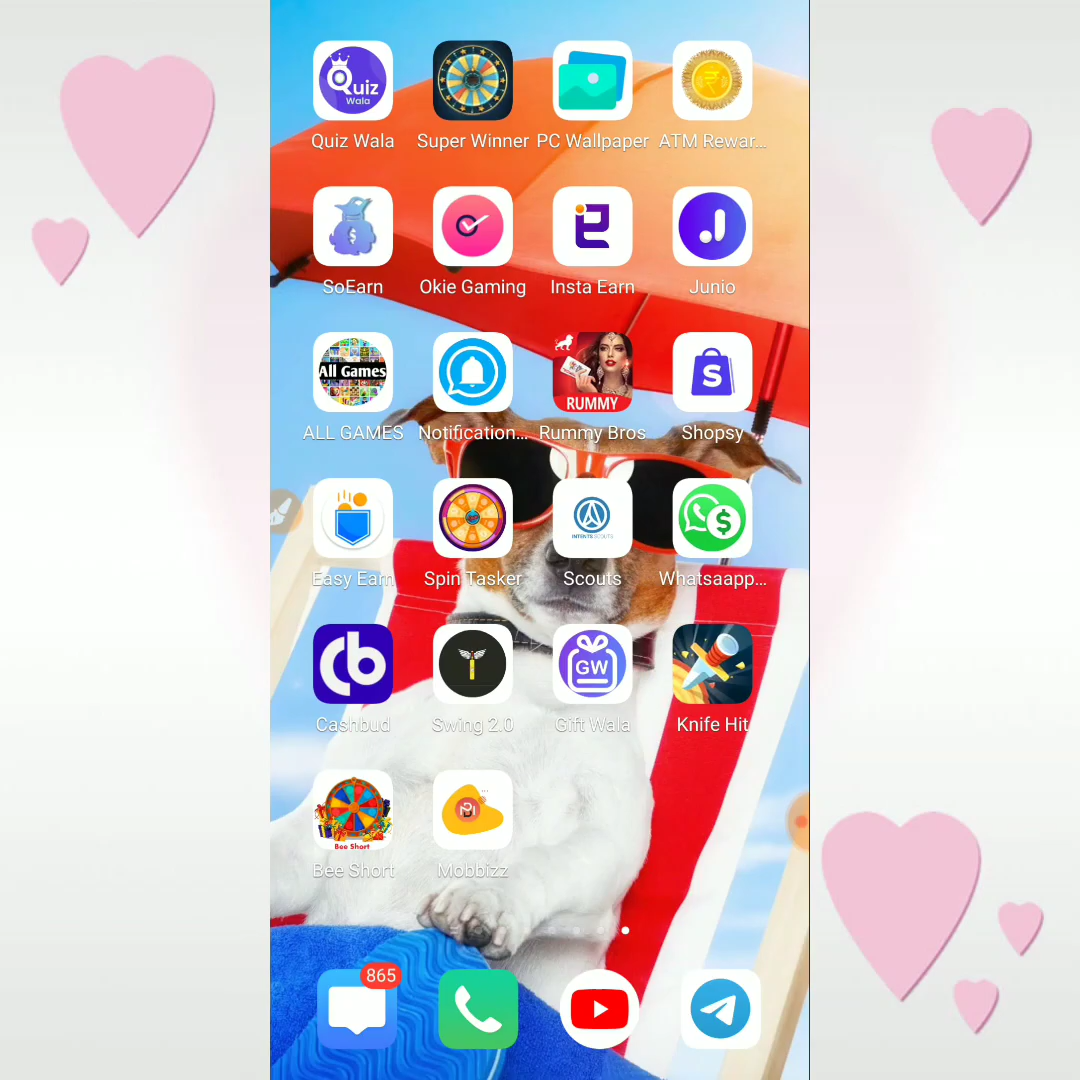 Quiz
Wala
Quiz Wala
Super Winner
PC Wallpaper
ATM Rewar...
SoEarn
Okie Gaming
Insta Earn
Junio
All Games
RUMMY
S
ALL GAMES
Notification...
Rummy Bros
Shopsy
INTENTS SCOUTS
Easy Earn
Spin Tasker
Scouts
Whatsaapp...
GW
Cashbud
Swing 2.0
Gift Wala
Knife Hit
Bee Short
Bee Short
Mobbizz
865